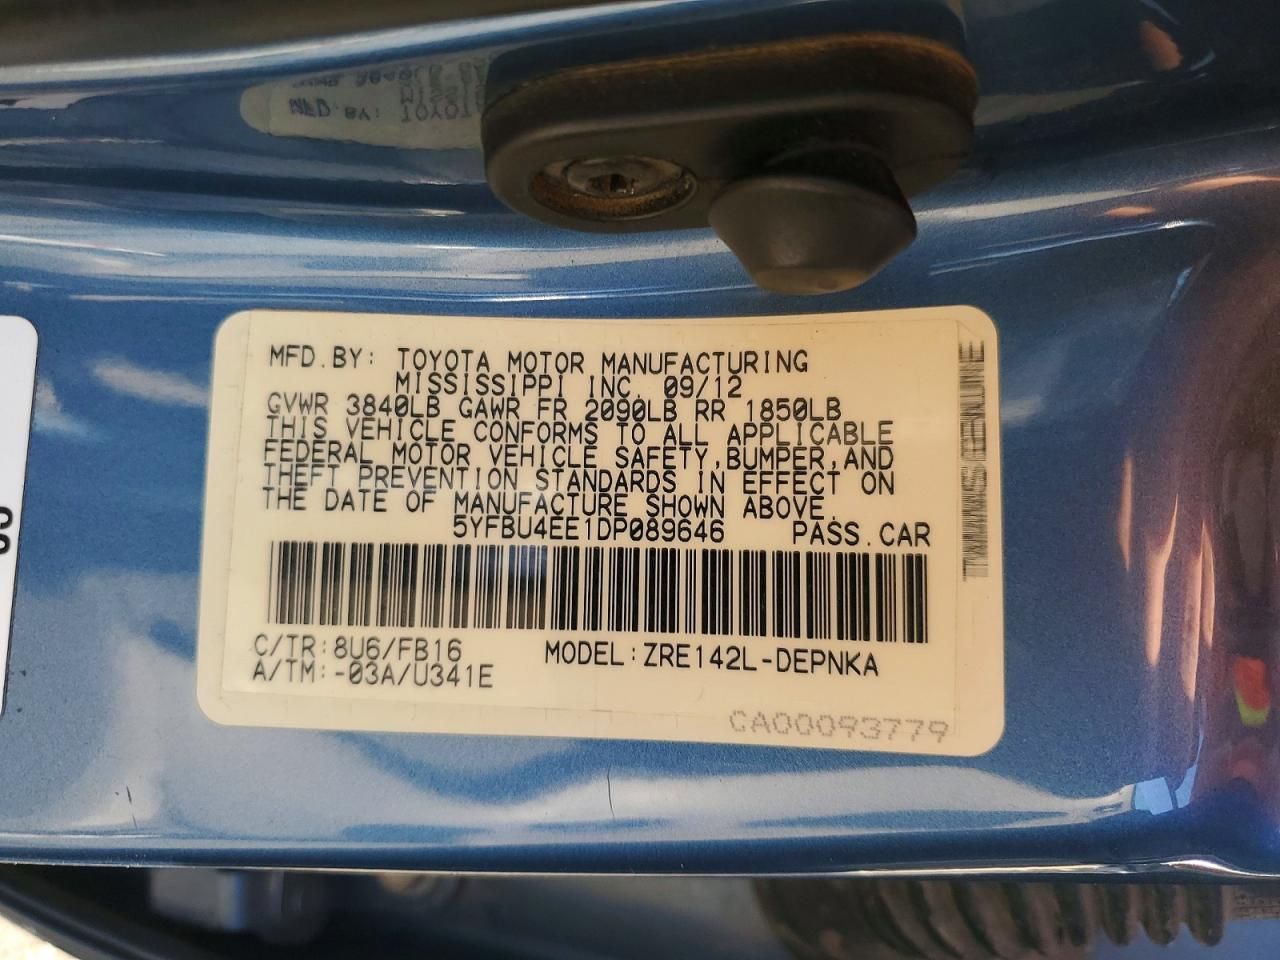 MFD.BY: TOYOTA MOTOR MANUFACTURING
MISSISSIPPI INC. 09/12
GVWR 3840LB GAWR FR 2090LB RR 1850LB
THIS VEHICLE CONFORMS TO ALL APPLICABLE
FEDERAL MOTOR VEHICLE SAFETY,BUMPER,AND
THEFT PREVENTION STANDARDS IN EFFECT ON
THE DATE OF MANUFACTURE SHOWN ABOVE.
5YFBU4EE1DP089646 PASS.CAR
C/TR:8U6/FB16 MODEL:ZRE142L-DEPNKA
A/TM:-03A/U341E
CA00093779